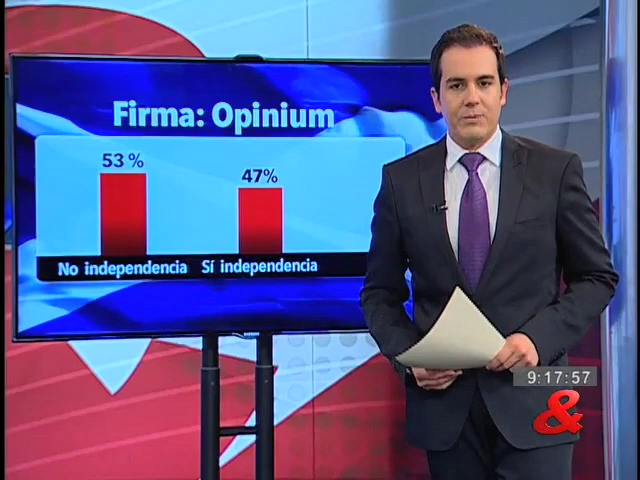 Firma: Opinium
53 %
47%
No independencia
Sí independencia
9:17:57
&